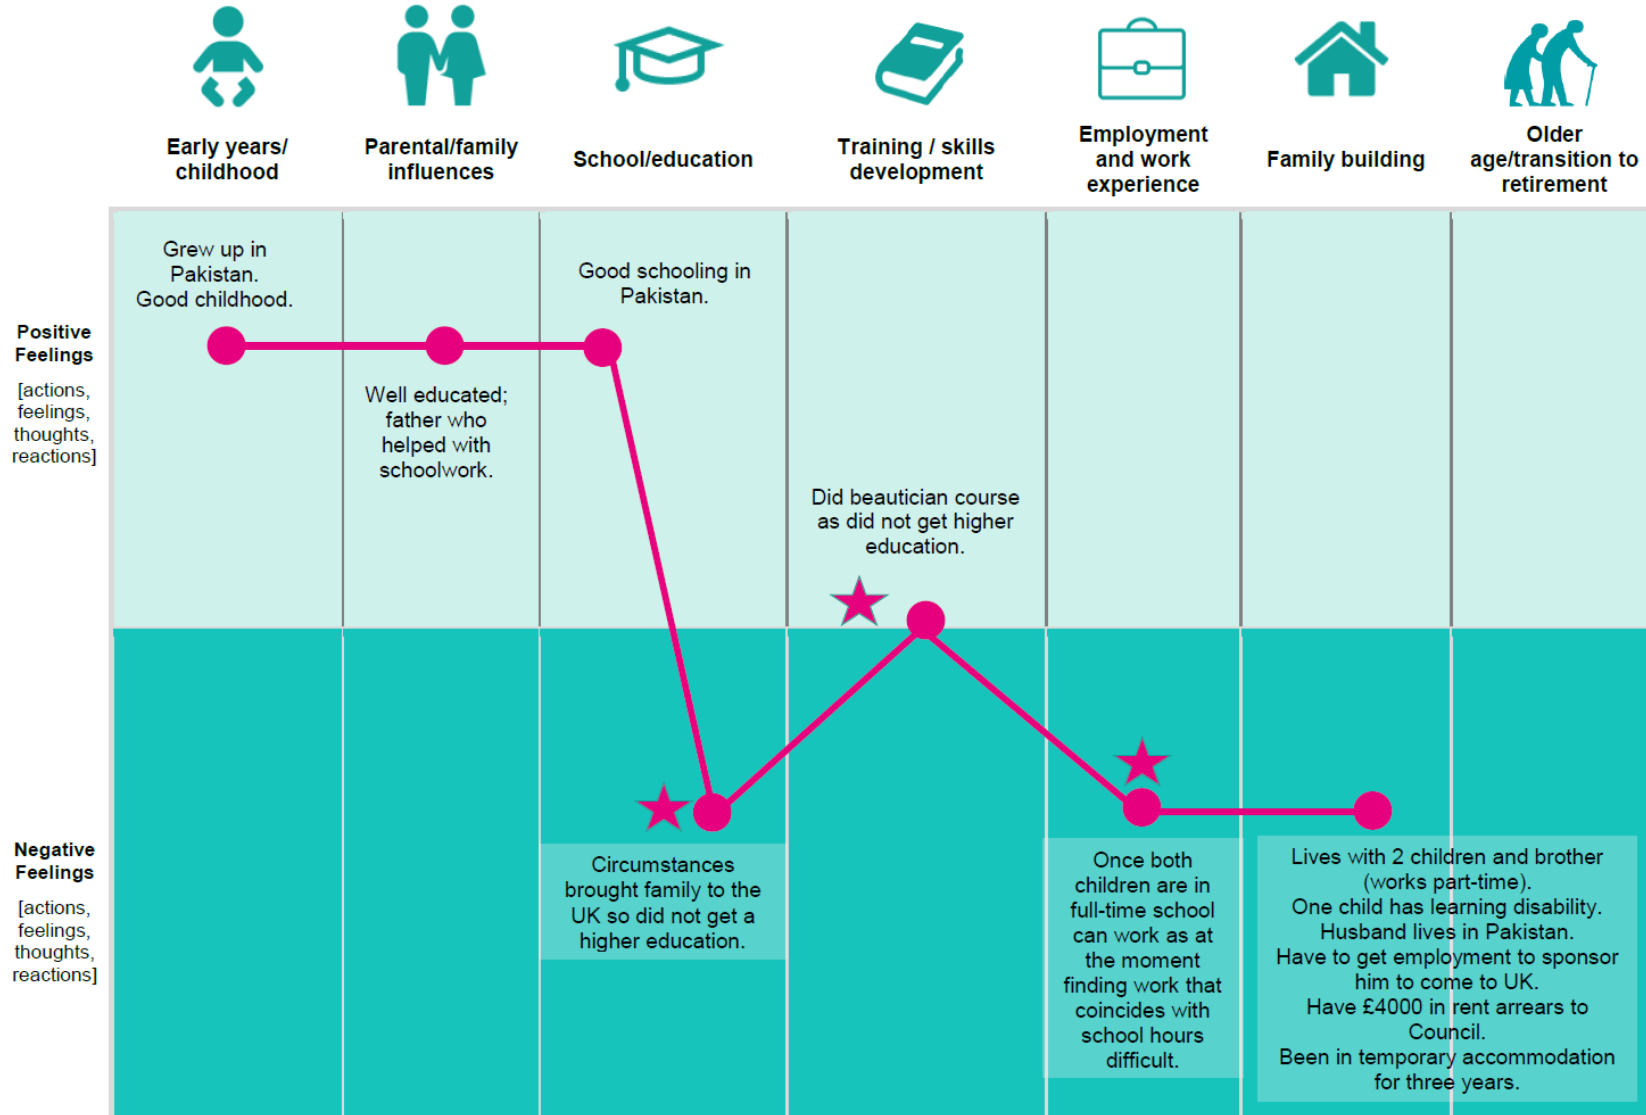 Early years/
childhood
Parental/family
influences
School/education
Training / skills
development
Employment
and work
experience
Family building
Older
age/transition to
retirement
Positive
Feelings
[actions,
feelings,
thoughts,
reactions]
Grew up in
Pakistan.
Good childhood.
Well educated;
father who
helped with
schoolwork.
Good schooling in
Pakistan.
Did beautician course
as did not get higher
education.
Negative
Feelings
[actions,
feelings,
thoughts,
reactions]
Circumstances
brought family to the
UK so did not get a
higher education.
Once both
children are in
full-time school
can work as at
the moment
finding work that
coincides with
school hours
difficult.
Lives with 2 children and brother
(works part-time).
One child has learning disability.
Husband lives in Pakistan.
Have to get employment to sponsor
him to come to UK.
Have £4000 in rent arrears to
Council.
Been in temporary accommodation
for three years.